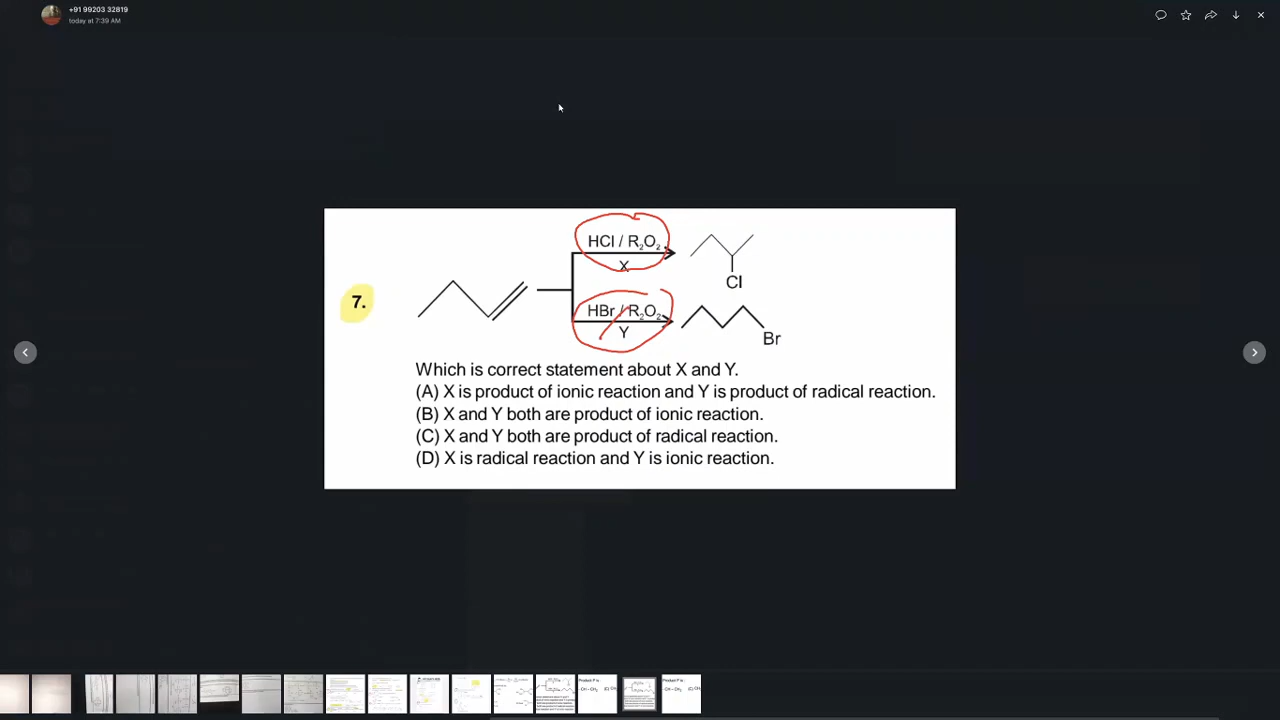 +91 99203 32819
today at 7:39 AM
HCl / R₂O₂
X
Cl
7.
HBr / R₂O₂
Y
Br
Which is correct statement about X and Y.
(A) X is product of ionic reaction and Y is product of radical reaction.
(B) X and Y both are product of ionic reaction.
(C) X and Y both are product of radical reaction.
(D) X is radical reaction and Y is ionic reaction.